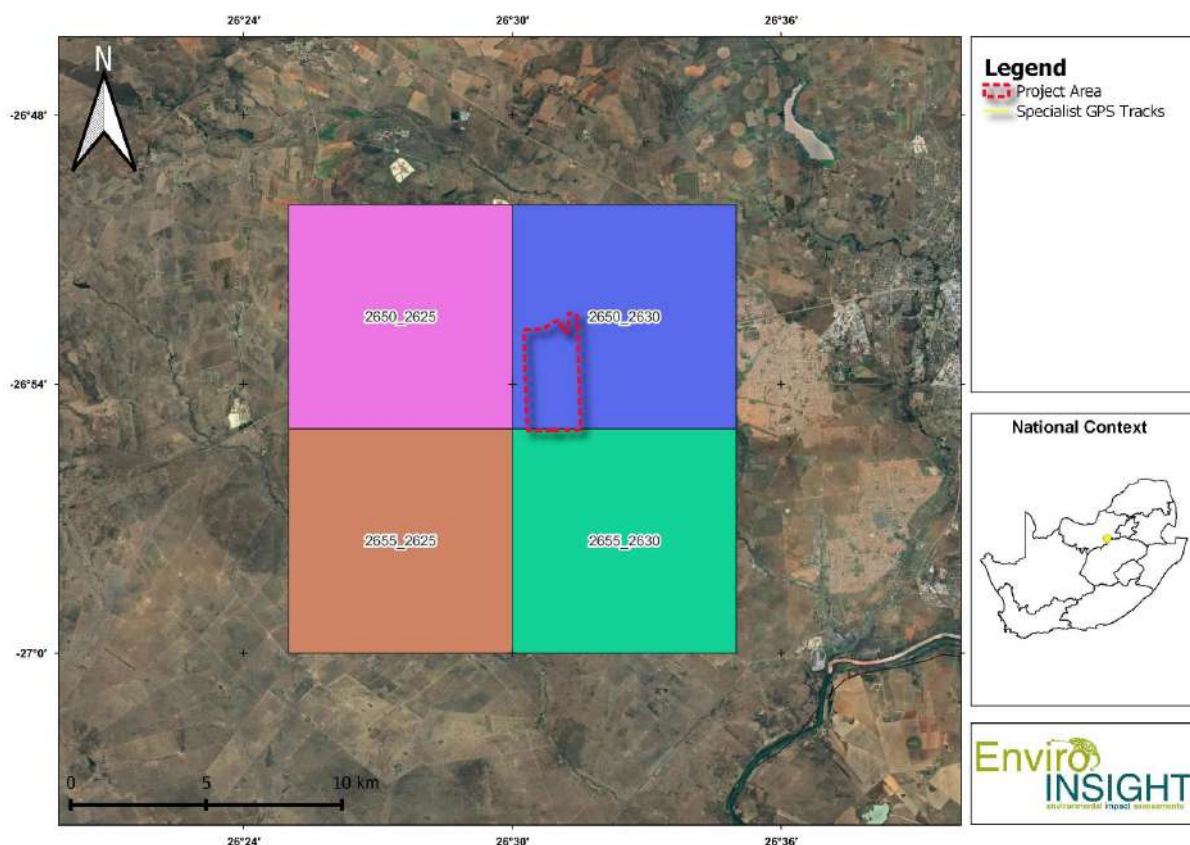 26°24'
26°30'
26°36'
N
-26°48'
-26°54'
-27°0'
2650_2625
2650_2630
2655_2625
2655_2630
0
5
10 km
26°24'
26°30'
26°36'
Legend
Project Area
Specialist GPS Tracks
National Context
Enviro
INSIGHT
environmental impact assessments